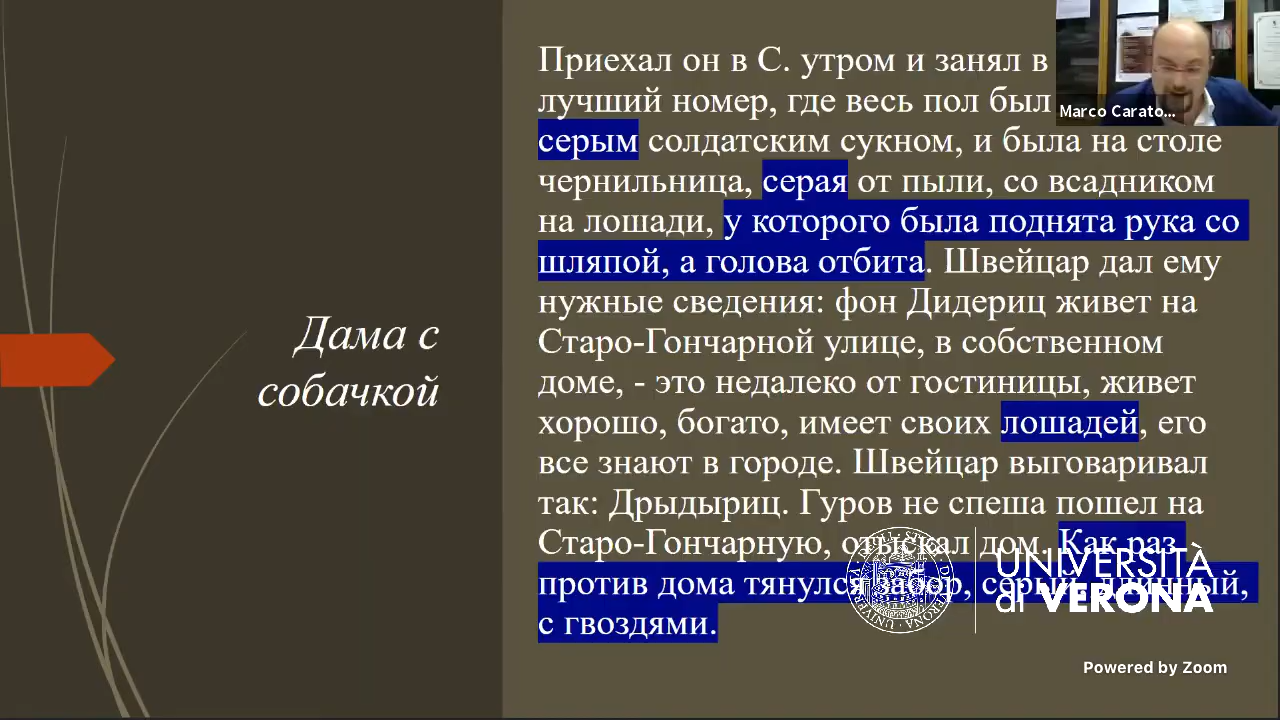 Дама с
собачкой
Приехал он в С. утром и занял в
лучший номер, где весь пол был
серым солдатским сукном, и была на столе
чернильница, серая от пыли, со всадником
на лошади, у которого была поднята рука со
шляпой, а голова отбита. Швейцар дал ему
нужные сведения: фон Дидериц живет на
Старо-Гончарной улице, в собственном
доме, - это недалеко от гостиницы, живет
хорошо, богато, имеет своих лошадей, его
все знают в городе. Швейцар выговаривал
так: Дрыдыриц. Гуров не спеша пошел на
Старо-Гончарную, отыскал дом. Как раз
против дома тянулся забор, серый, длинный,
с гвоздями.
Marco Carato...
UNIVERSITÀ
di VERONA
Powered by Zoom